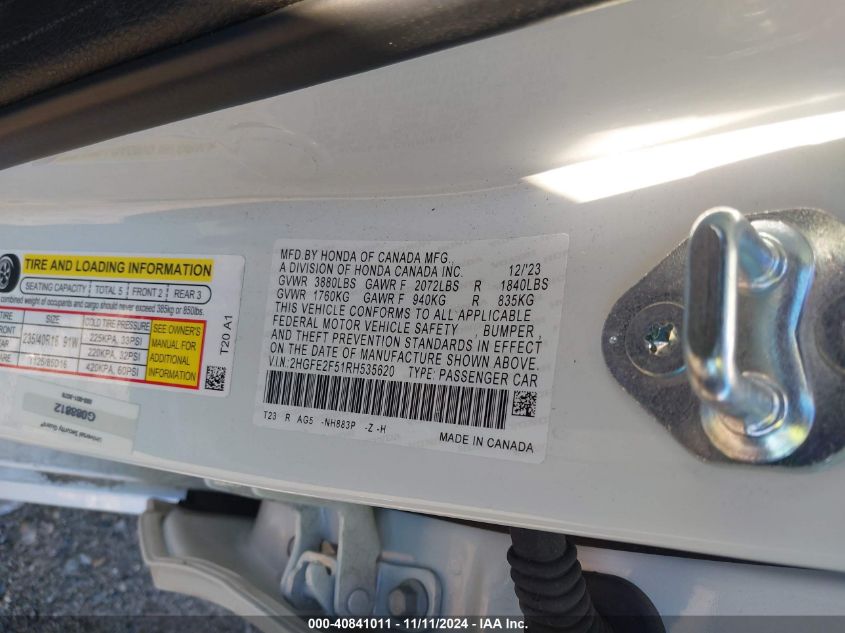 TIRE AND LOADING INFORMATION
SEATING CAPACITY TOTAL 5 FRONT 2 REAR 3
combined weight of occupants and cargo should never exceed 385kg or 850lbs.
SIZE COLD TIRE PRESSURE
235/40R18 91W 225KPA, 33PSI
220KPA, 32PSI
T125/85D16 420KPA, 60PSI
SEE OWNER'S
MANUAL FOR
ADDITIONAL
INFORMATION
T20 A1
Universal Security Guard
G088812
MFD.BY HONDA OF CANADA MFG.,
A DIVISION OF HONDA CANADA INC. 12/'23
GVWR 3880LBS GAWR F 2072LBS R 1840LBS
GVWR 1760KG GAWR F 940KG R 835KG
THIS VEHICLE CONFORMS TO ALL APPLICABLE
FEDERAL MOTOR VEHICLE SAFETY , BUMPER ,
AND THEFT PREVENTION STANDARDS IN EFFECT
ON THE DATE OF MANUFACTURE SHOWN ABOVE.
V.I.N. 2HGFE2F51RH535620 TYPE: PASSENGER CAR
T23 R AG5 -NH883P -Z -H
MADE IN CANADA
000-40841011 - 11/11/2024 - IAA Inc.